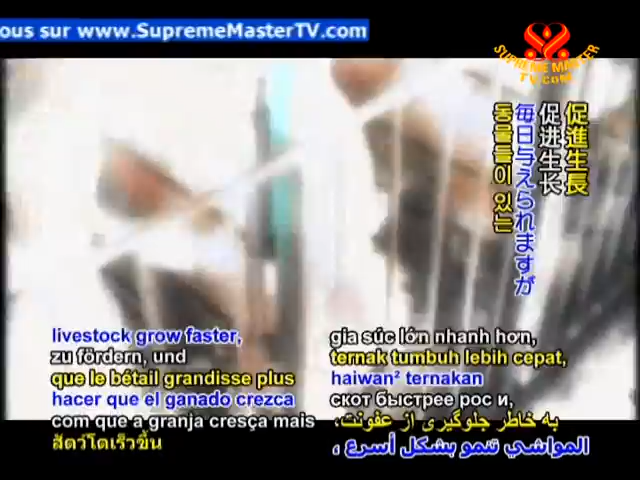 ous sur www.SupremeMasterTV.com
SUPREME MASTER
TV.COM
促進生長
促进生长
毎日与えられますが
동물들이 있는
livestock grow faster,
zu fördern, und
que le bétail grandisse plus
hacer que el ganado crezca
com que a granja cresça mais
สัตว์โตเร็วขึ้น
gia súc lớn nhanh hơn,
ternak tumbuh lebih cepat,
haiwan² ternakan
скот быстрее рос и,
به خاطر جلوگیری از عفونت،
المواشي تنمو بشكل أسرع ،